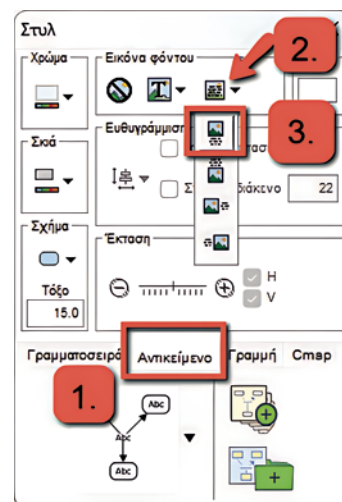 Στυλ
Χρώμα
Εικόνα φόντου
2.
Σκιά
Ευθυγράμμιση
3.
22
Σχήμα
Τόξο
15.0
Έκταση
H
V
Γραμματοσειρά
Αντικείμενο
Γραμμή
Cmap
1.
Abc
Abc
Abc